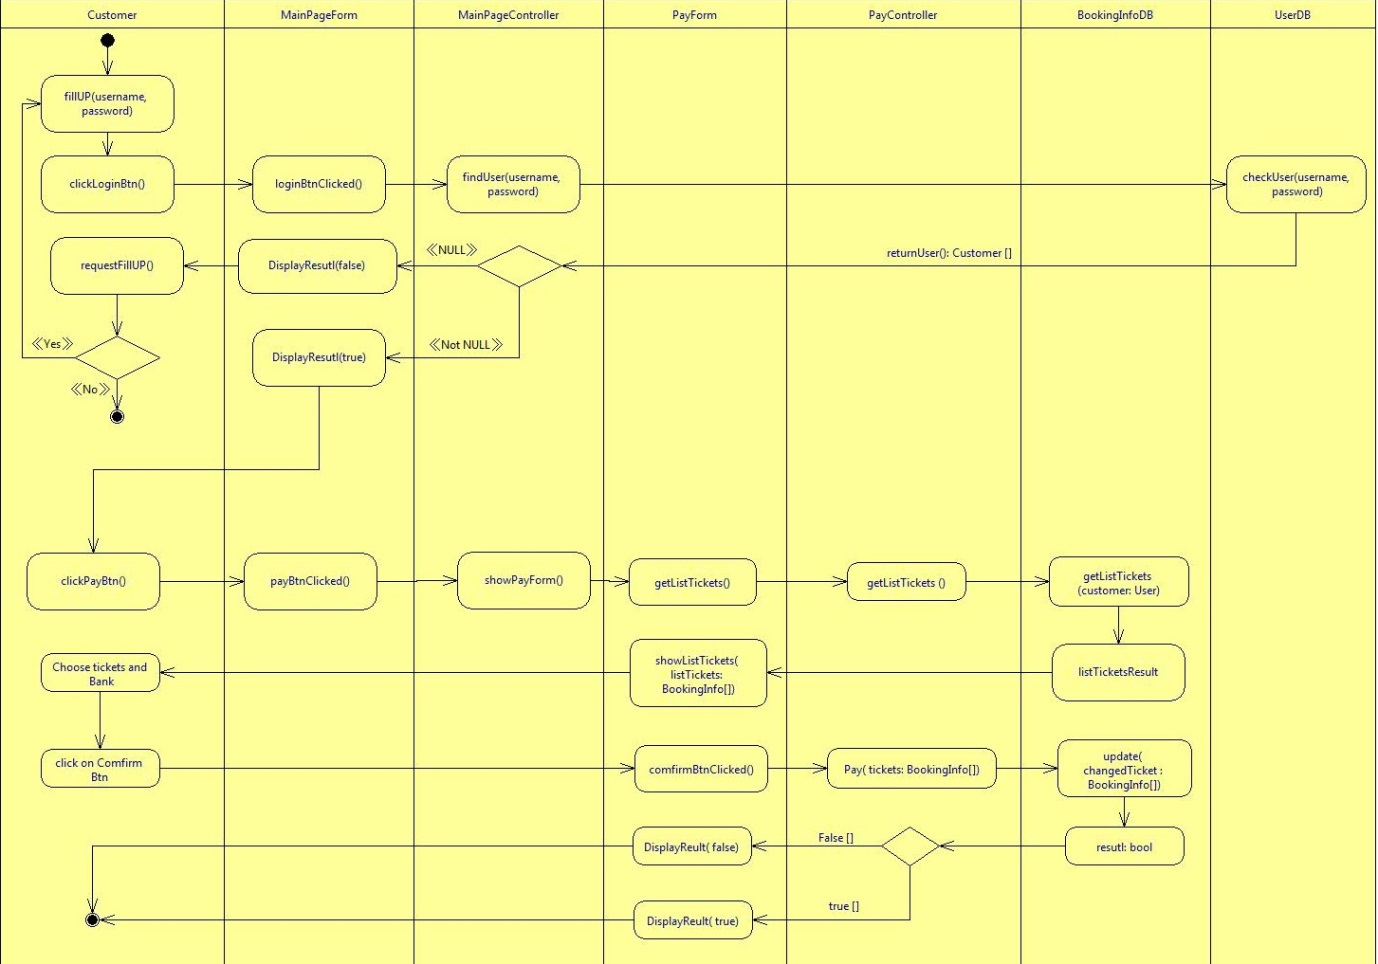 Customer
MainPageForm
MainPageController
PayForm
PayController
BookingInfoDB
UserDB
fillUP(username,
password)
clickLoginBtn()
loginBtnClicked()
findUser(username,
password)
checkUser(username,
password)
requestFillUP()
DisplayResutl(false)
≪NULL≫
returnUser(): Customer []
≪Yes≫
DisplayResutl(true)
≪Not NULL≫
≪No≫
clickPayBtn()
payBtnClicked()
showPayForm()
getListTickets()
getListTickets ()
getListTickets
(customer: User)
Choose tickets and
Bank
showListTickets(
listTickets:
BookingInfo[])
listTicketsResult
click on Comfirm
Btn
comfirmBtnClicked()
Pay( tickets: BookingInfo[])
update(
changedTicket :
BookingInfo[])
DisplayReult( false)
False []
resutl: bool
DisplayReult( true)
true []